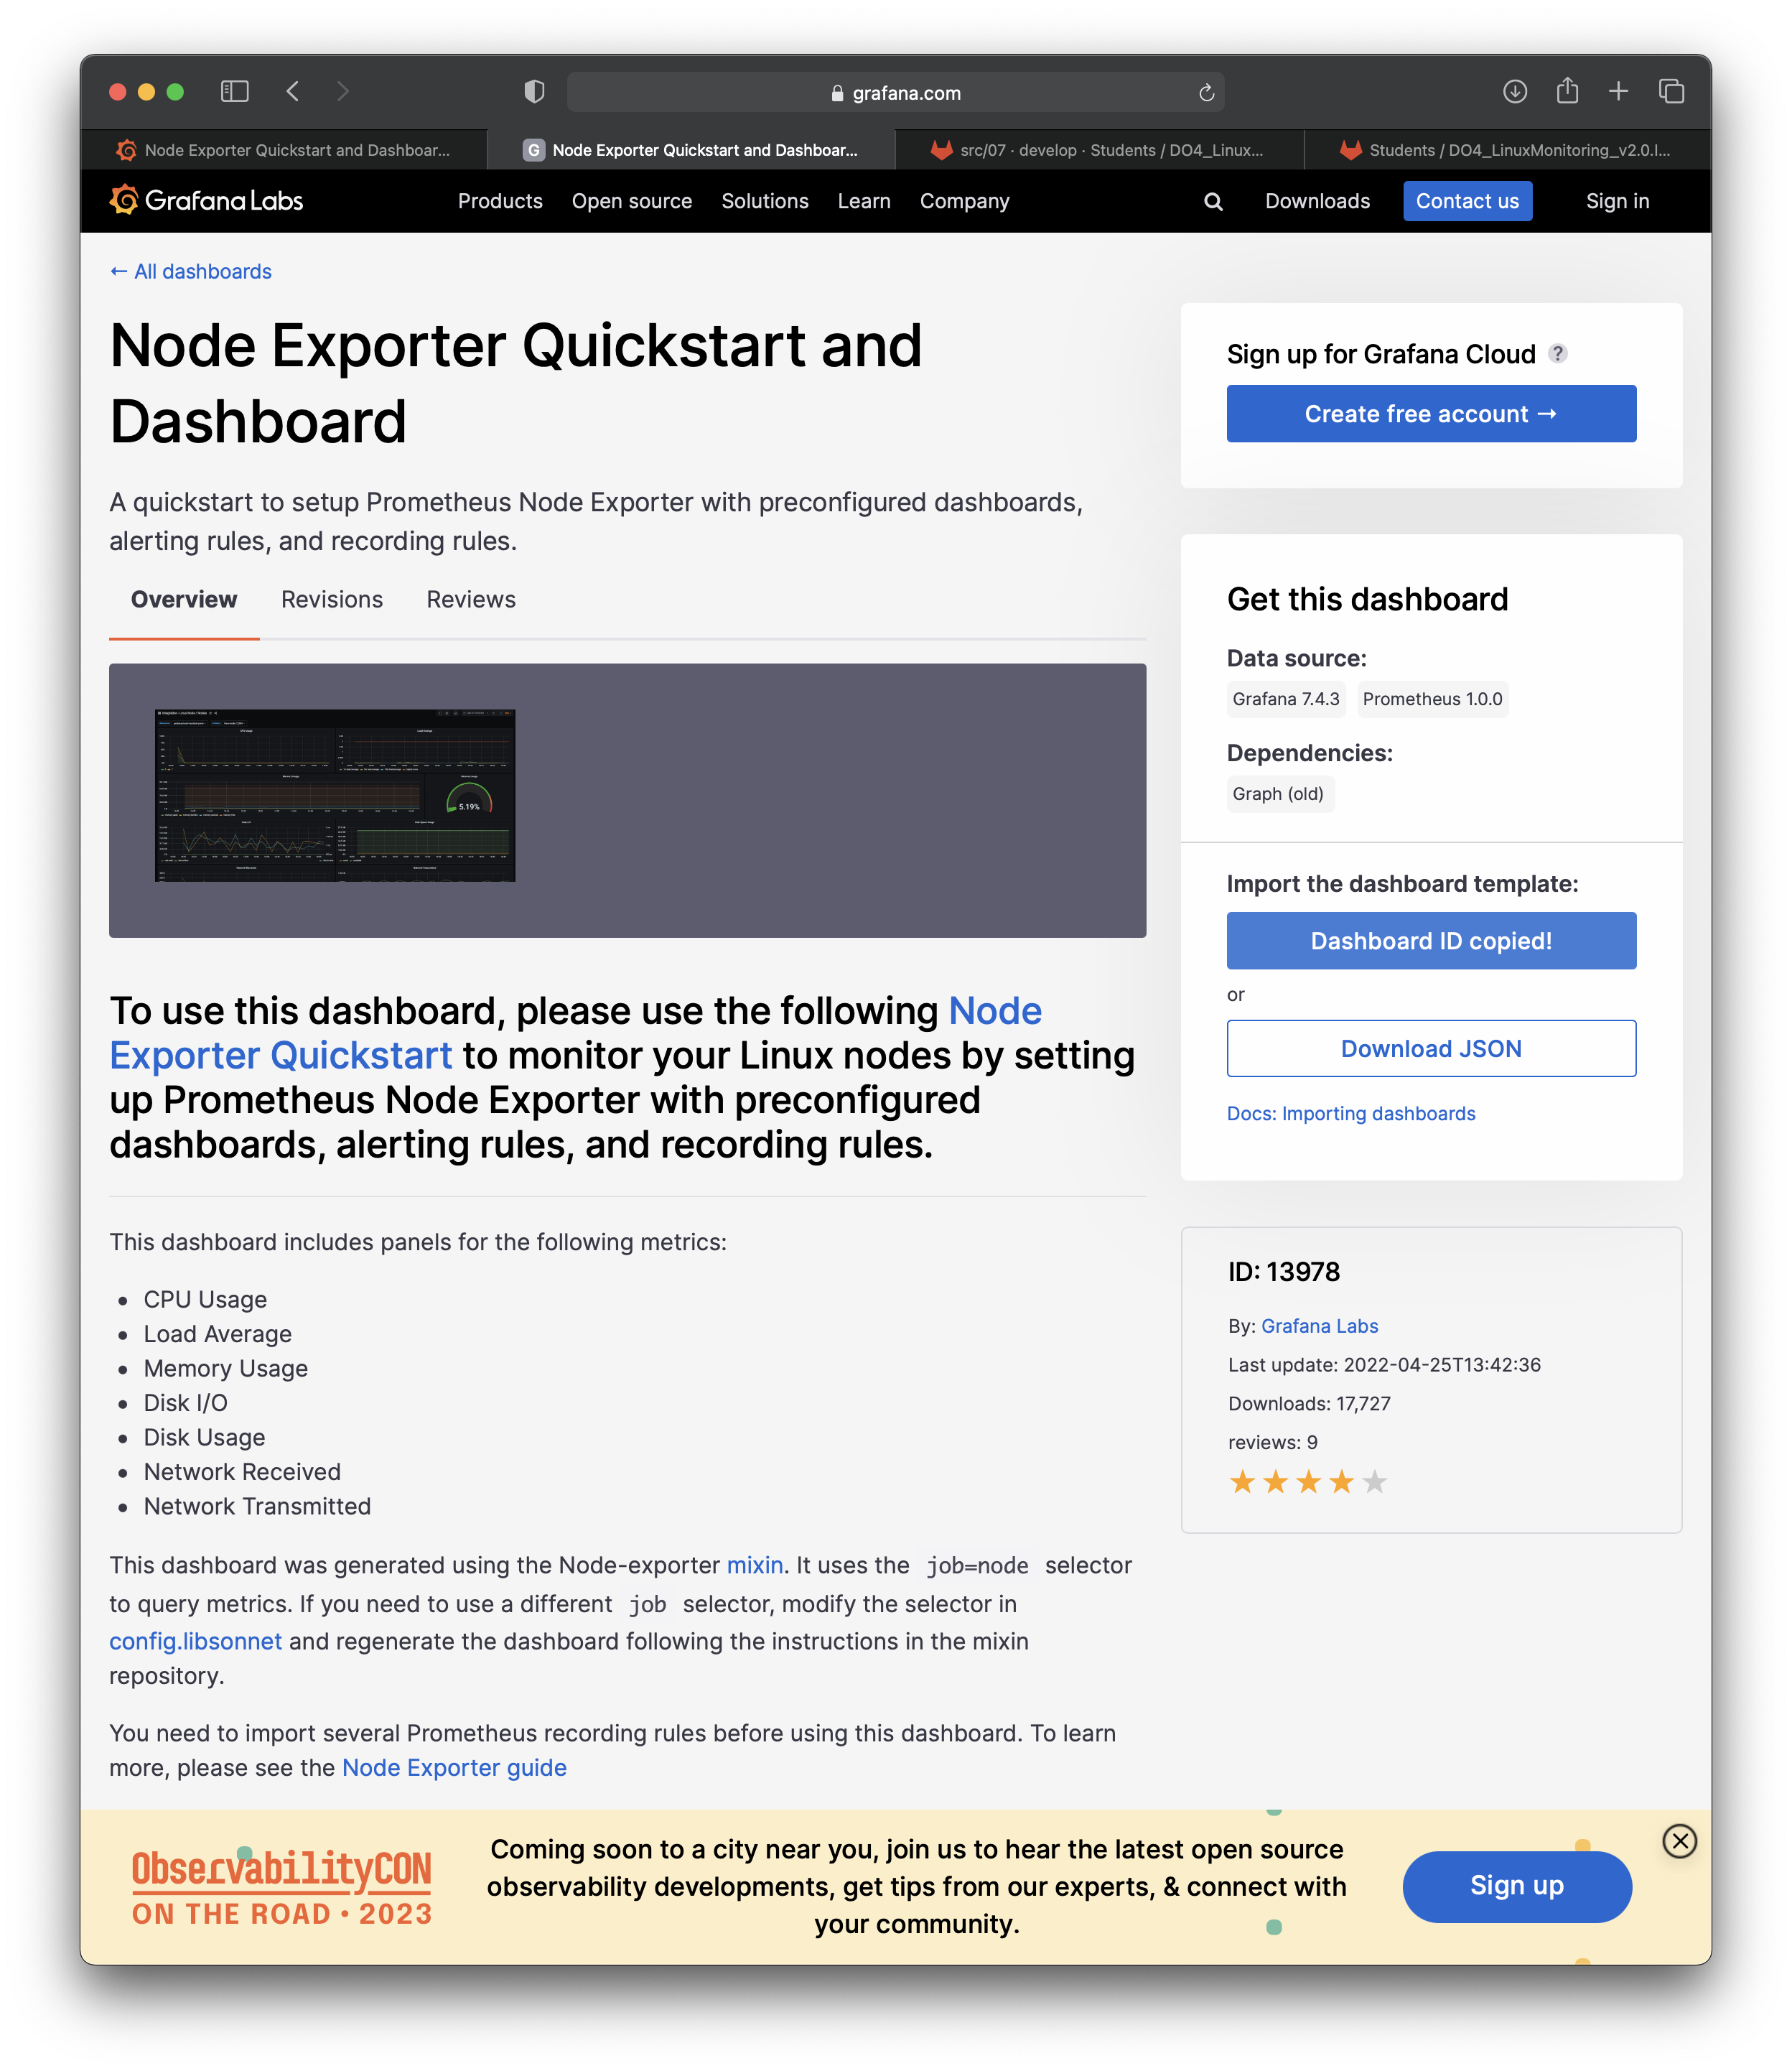 grafana.com
Node Exporter Quickstart and Dashboar...
G Node Exporter Quickstart and Dashboar...
src/07 · develop · Students / DO4_Linux...
Students / DO4_LinuxMonitoring_v2.0.I...
Grafana Labs
Products
Open source
Solutions
Learn
Company
Downloads
Contact us
Sign in
← All dashboards
Node Exporter Quickstart and
Dashboard
A quickstart to setup Prometheus Node Exporter with preconfigured dashboards,
alerting rules, and recording rules.
Overview
Revisions
Reviews
5.19%
To use this dashboard, please use the following Node
Exporter Quickstart to monitor your Linux nodes by setting
up Prometheus Node Exporter with preconfigured
dashboards, alerting rules, and recording rules.
This dashboard includes panels for the following metrics:
• CPU Usage
• Load Average
• Memory Usage
• Disk I/O
• Disk Usage
• Network Received
• Network Transmitted
This dashboard was generated using the Node-exporter mixin. It uses the job=node selector
to query metrics. If you need to use a different job selector, modify the selector in
config.libsonnet and regenerate the dashboard following the instructions in the mixin
repository.
You need to import several Prometheus recording rules before using this dashboard. To learn
more, please see the Node Exporter guide
Sign up for Grafana Cloud ?
Create free account →
Get this dashboard
Data source:
Grafana 7.4.3
Prometheus 1.0.0
Dependencies:
Graph (old)
Import the dashboard template:
Dashboard ID copied!
or
Download JSON
Docs: Importing dashboards
ID: 13978
By: Grafana Labs
Last update: 2022-04-25T13:42:36
Downloads: 17,727
reviews: 9
ObservabilityCON
ON THE ROAD • 2023
Coming soon to a city near you, join us to hear the latest open source
observability developments, get tips from our experts, & connect with
your community.
Sign up